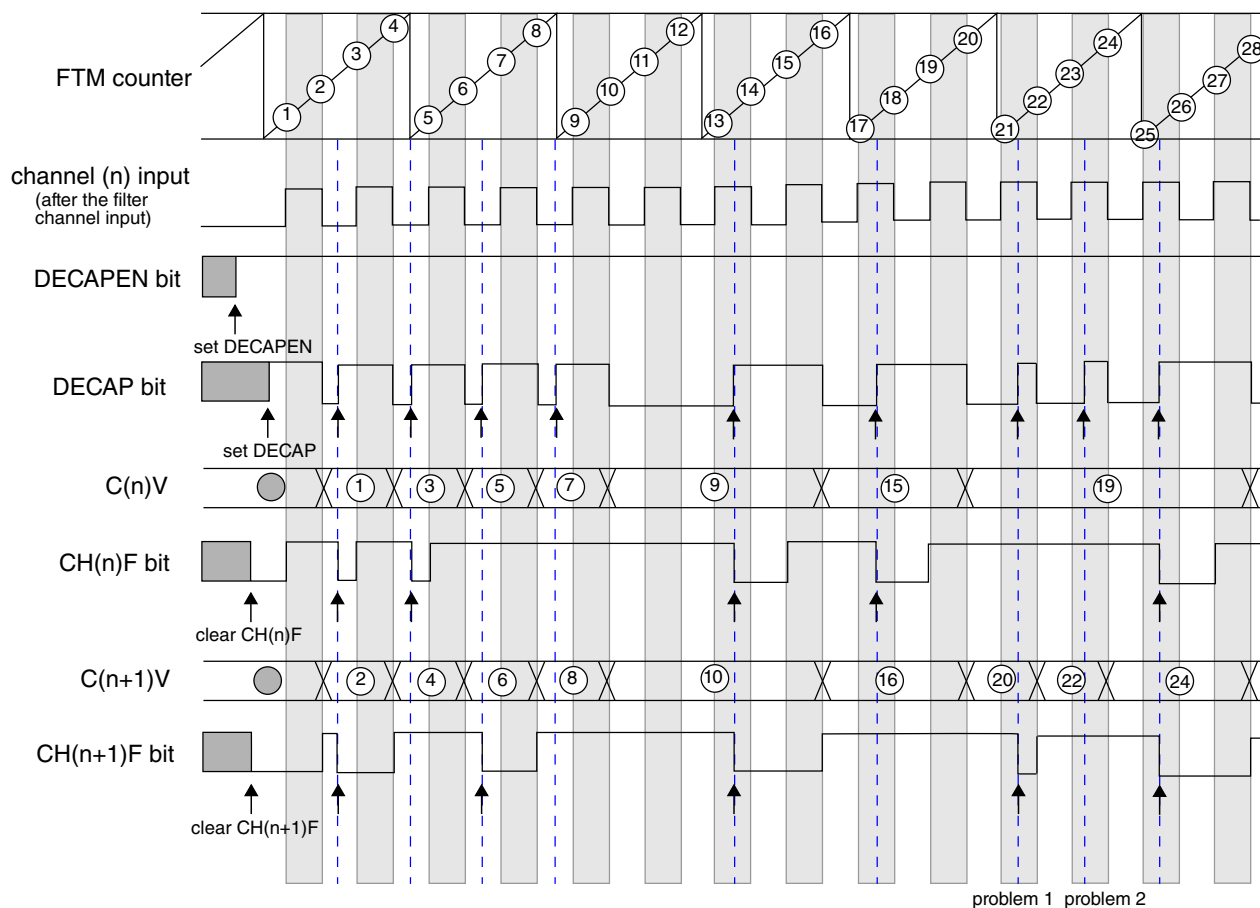 4 8 12 16 20 24 28
3 7 11 15 19 23 27
FTM counter
2 6 10 14 18 22 26
1 5 9 13 17 21 25
channel (n) input
(after the filter
channel input)
DECAPEN bit
set DECAPEN
DECAP bit
set DECAP
C(n)V 1 3 5 7 9 15 19
CH(n)F bit
clear CH(n)F
C(n+1)V 2 4 6 8 10 16 20 22 24
CH(n+1)F bit
clear CH(n+1)F
problem 1 problem 2